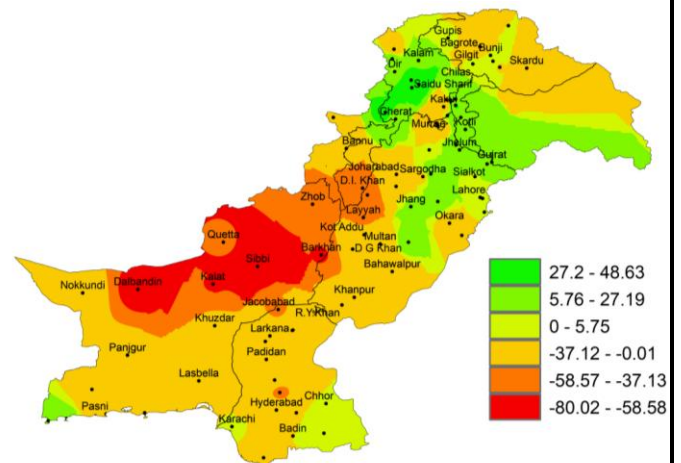 Gupis
Bagrote
Kalam
Bunji
Gilgit
Dir
Skardu
Chilas
Saidu Sharif
Kakul
Cherat
Kotli
Bannu
Jhelum
Gujrat
Joharabad
Sargodha
D.I. Khan
Sialkot
Zhob
Layyah
Jhang
Lahore
Kot Addu
Okara
Quetta
Multan
Barkhan
D G Khan
Sibbi
Bahawalpur
Kalat
Nokkundi
Dalbandin
Khanpur
Jacobabad
R.Y.Khan
Khuzdar
Larkana
Panjgur
Padidan
Lasbella
Hyderabad
Chhor
Pasni
Karachi
Badin
27.2 - 48.63
5.76 - 27.19
0 - 5.75
-37.12 - -0.01
-58.57 - -37.13
-80.02 - -58.58